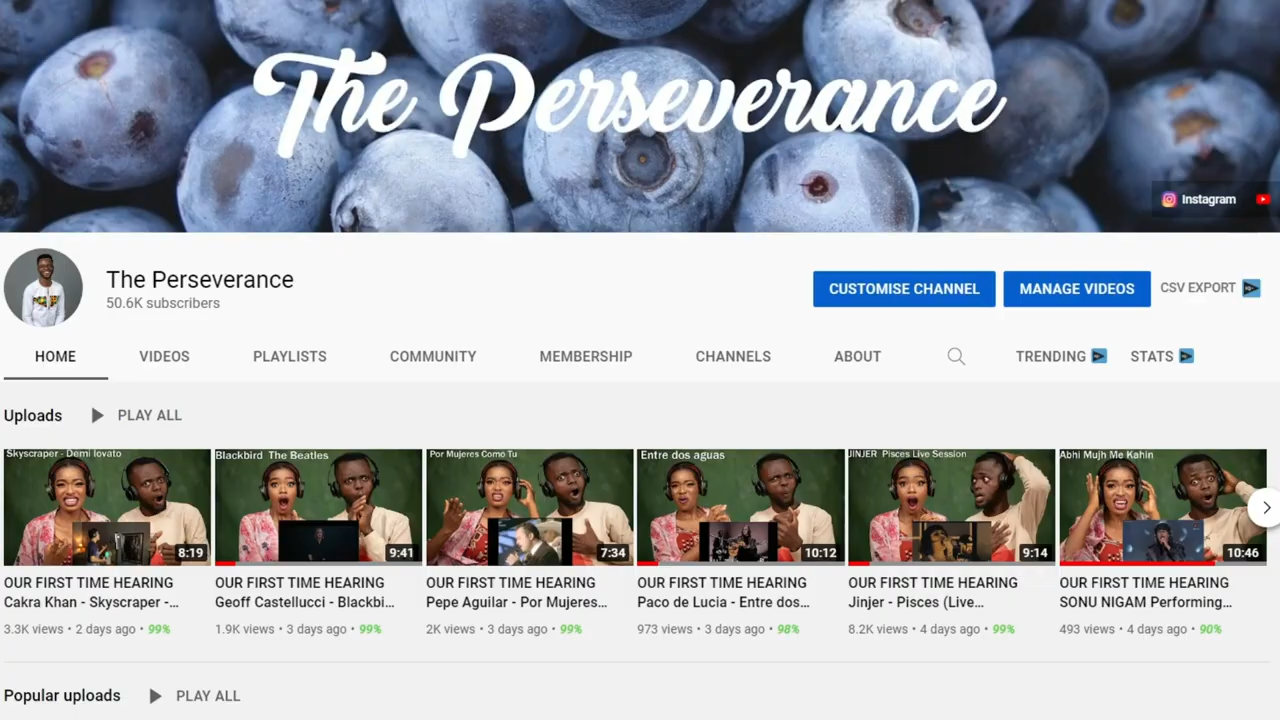 The Perseverance
Instagram
The Perseverance
50.6K subscribers
CUSTOMISE CHANNEL
MANAGE VIDEOS
CSV EXPORT
HOME
VIDEOS
PLAYLISTS
COMMUNITY
MEMBERSHIP
CHANNELS
ABOUT
TRENDING
STATS
Uploads
PLAY ALL
Skyscraper - Demi lovato
8:19
OUR FIRST TIME HEARING
Cakra Khan - Skyscraper -...
3.3K views • 2 days ago • 99%
Blackbird The Beatles
9:41
OUR FIRST TIME HEARING
Geoff Castellucci - Blackbi...
1.9K views • 3 days ago • 99%
Por Mujeres Como Tu
7:34
OUR FIRST TIME HEARING
Pepe Aguilar - Por Mujeres...
2K views • 3 days ago • 99%
Entre dos aguas
10:12
OUR FIRST TIME HEARING
Paco de Lucia - Entre dos...
973 views • 3 days ago • 98%
JINJER Pisces Live Session
9:14
OUR FIRST TIME HEARING
Jinjer - Pisces (Live...
8.2K views • 4 days ago • 99%
Abhi Mujh Me Kahin
10:46
OUR FIRST TIME HEARING
SONU NIGAM Performing...
493 views • 4 days ago • 90%
Popular uploads
PLAY ALL